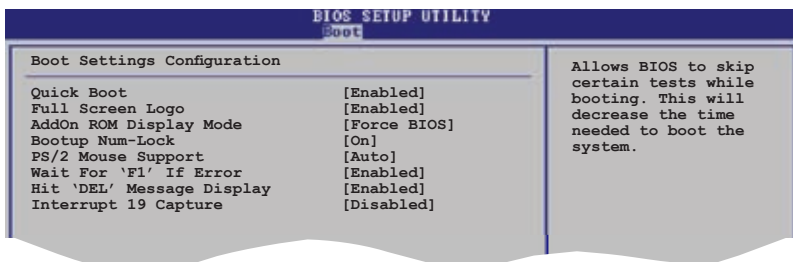 BIOS SETUP UTILITY
Boot
Boot Settings Configuration
Quick Boot [Enabled]
Full Screen Logo [Enabled]
AddOn ROM Display Mode [Force BIOS]
Bootup Num-Lock [On]
PS/2 Mouse Support [Auto]
Wait For ‘F1’ If Error [Enabled]
Hit ‘DEL’ Message Display [Enabled]
Interrupt 19 Capture [Disabled]
Allows BIOS to skip
certain tests while
booting. This will
decrease the time
needed to boot the
system.